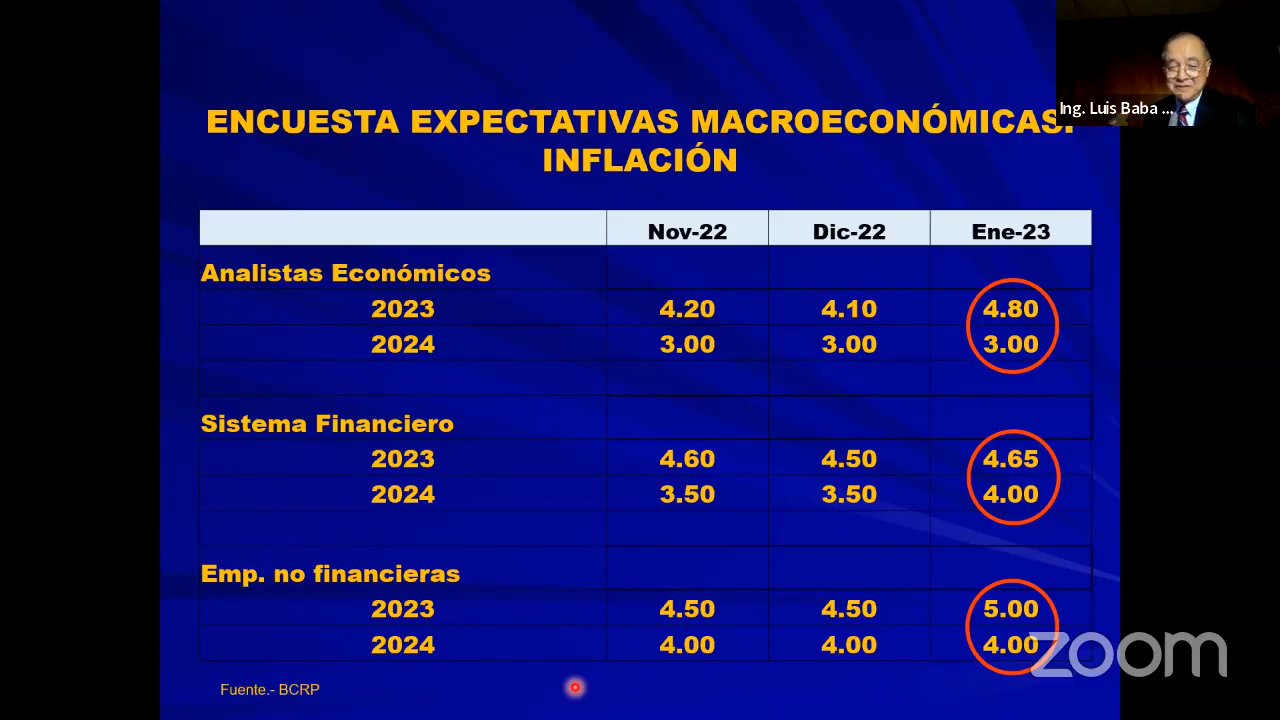 Ing. Luis Baba ...
ENCUESTA EXPECTATIVAS MACROECONÓMICAS:
INFLACIÓN
Nov-22 Dic-22 Ene-23
Analistas Económicos
2023 4.20 4.10 4.80
2024 3.00 3.00 3.00
Sistema Financiero
2023 4.60 4.50 4.65
2024 3.50 3.50 4.00
Emp. no financieras
2023 4.50 4.50 5.00
2024 4.00 4.00 4.00
zoom
Fuente.- BCRP